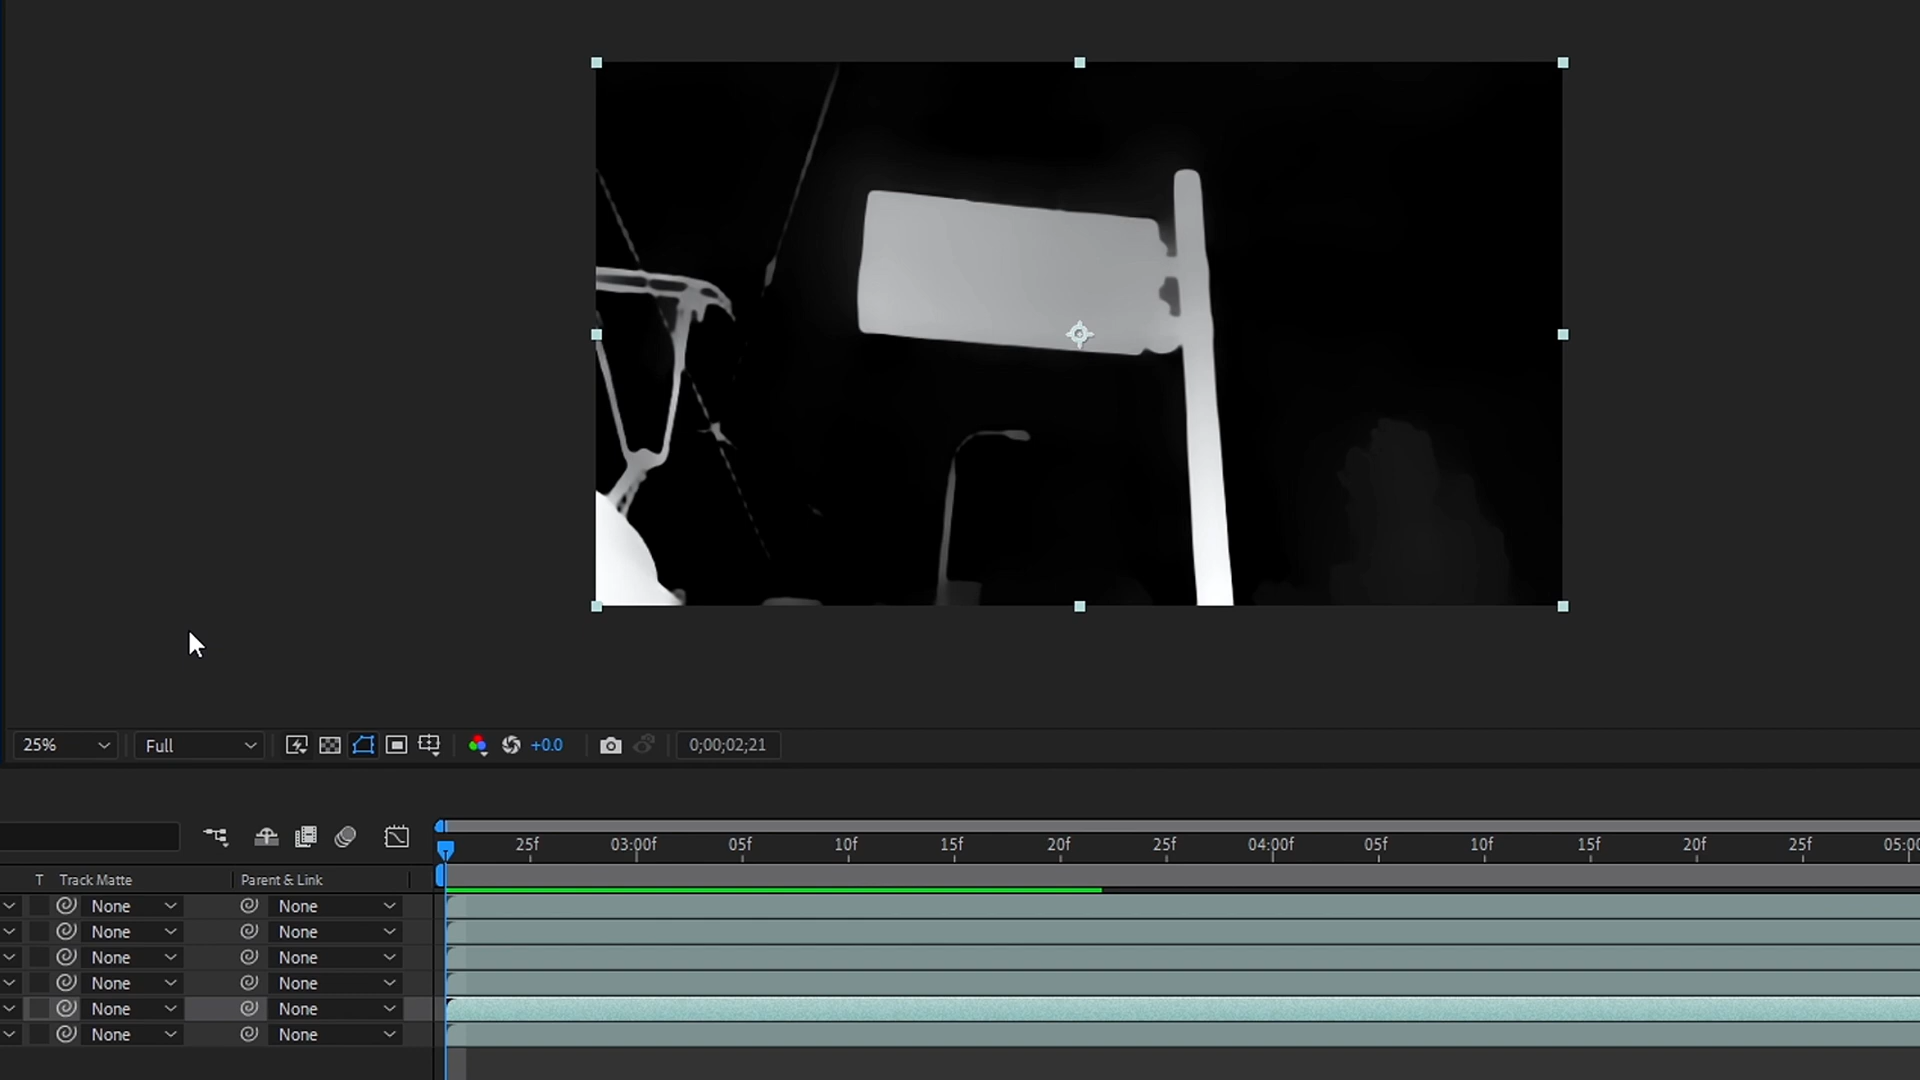 25% Full +0.0 0;00;02;21
25f 03:00f 05f 10f 15f 20f 25f 04:00f 05f 10f 15f 20f 25f 05:00
T Track Matte Parent & Link
None None
None None
None None
None None
None None
None None